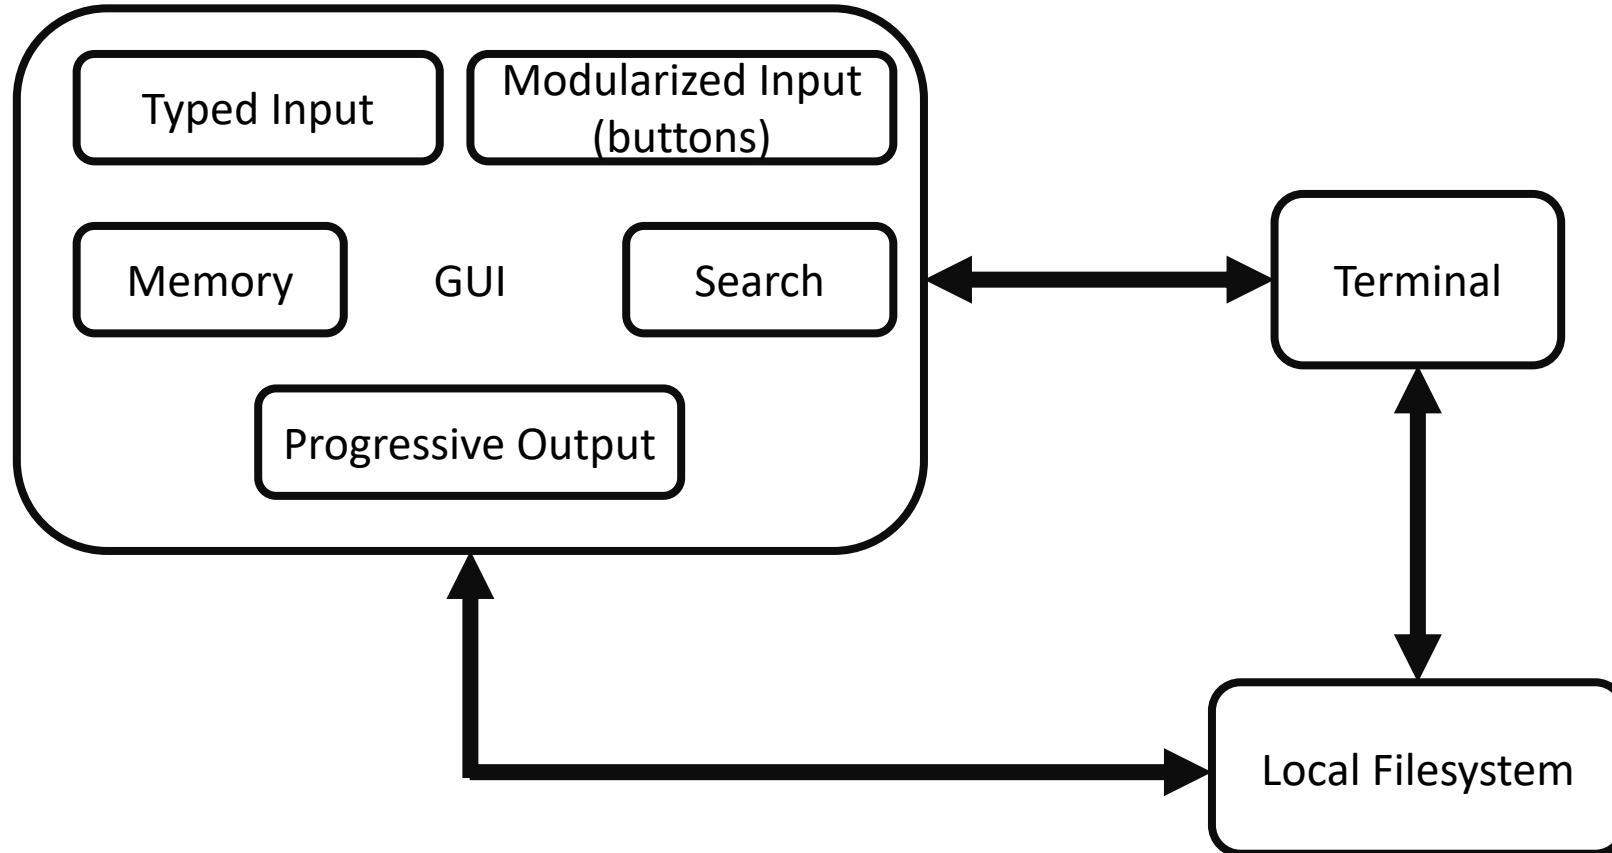 Typed Input
Modularized Input
(buttons)
Memory
GUI
Search
Terminal
Progressive Output
Local Filesystem